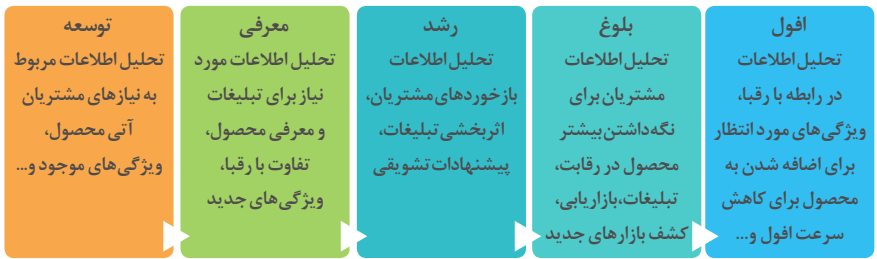 توسعه
تحلیل اطلاعات مربوط
به نیازهای مشتریان
آتی محصول،
ویژگی‌های موجود و...
معرفی
تحلیل اطلاعات مورد
نیاز برای تبلیغات
و معرفی محصول،
تفاوت با رقبا،
ویژگی‌های جدید
رشد
تحلیل اطلاعات
بازخوردهای مشتریان،
اثربخشی تبلیغات،
پیشنهادات تشویقی
بلوغ
تحلیل اطلاعات
مشتریان برای
نگه‌داشتن بیشتر
محصول در رقابت،
تبلیغات، بازاریابی،
کشف بازارهای جدید
افول
تحلیل اطلاعات
در رابطه با رقبا،
ویژگی‌های مورد انتظار
برای اضافه شدن به
محصول برای کاهش
سرعت افول و...